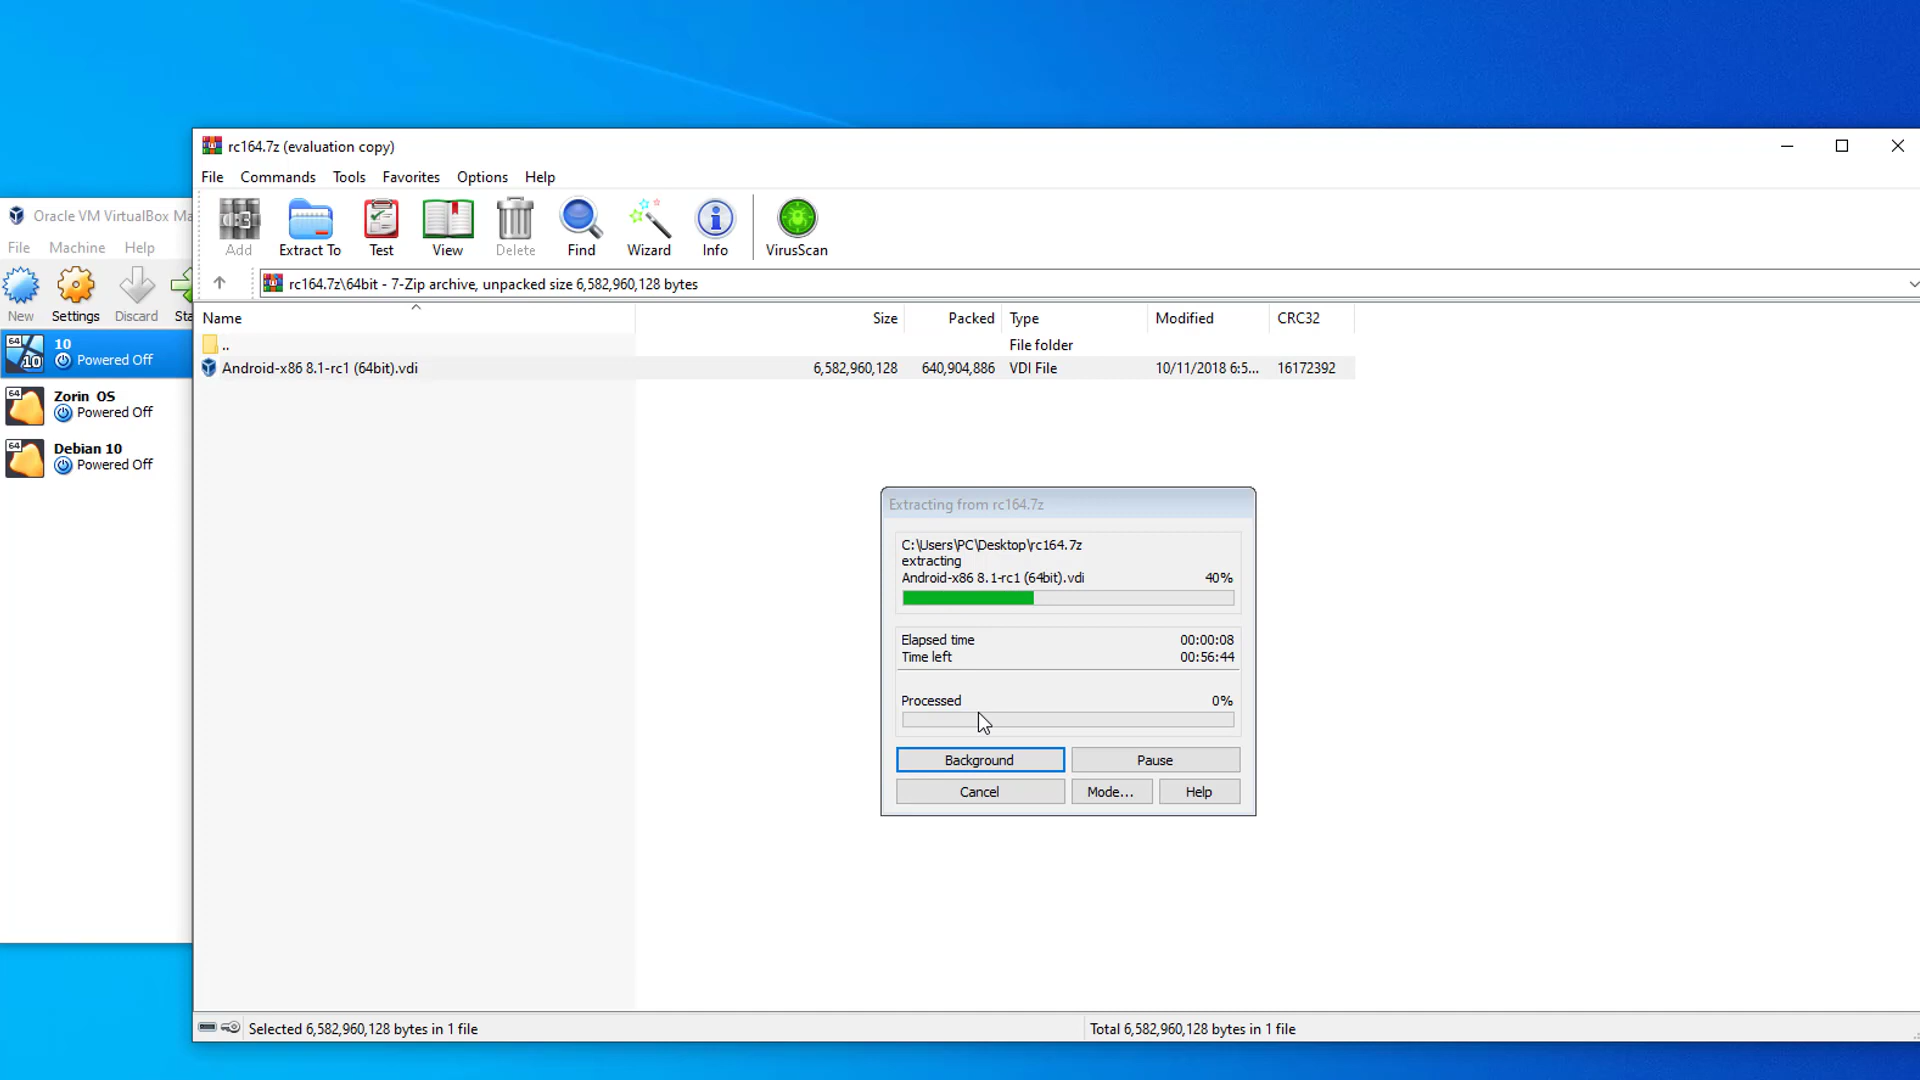 rc164.7z (evaluation copy)
File Commands Tools Favorites Options Help
Add Extract To Test View Delete Find Wizard Info VirusScan
rc164.7z\64bit - 7-Zip archive, unpacked size 6,582,960,128 bytes
Name Size Packed Type Modified CRC32
.. File folder
Android-x86 8.1-rc1 (64bit).vdi 6,582,960,128 640,904,886 VDI File 10/11/2018 6:5... 16172392
Oracle VM VirtualBox Ma
File Machine Help
New Settings Discard Sta
64 10
10
Powered Off
64 Zorin OS
Powered Off
64 Debian 10
Powered Off
Extracting from rc164.7z
C:\Users\PC\Desktop\rc164.7z
extracting
Android-x86 8.1-rc1 (64bit).vdi 40%
Elapsed time 00:00:08
Time left 00:56:44
Processed 0%
Background Pause
Cancel Mode... Help
Selected 6,582,960,128 bytes in 1 file Total 6,582,960,128 bytes in 1 file